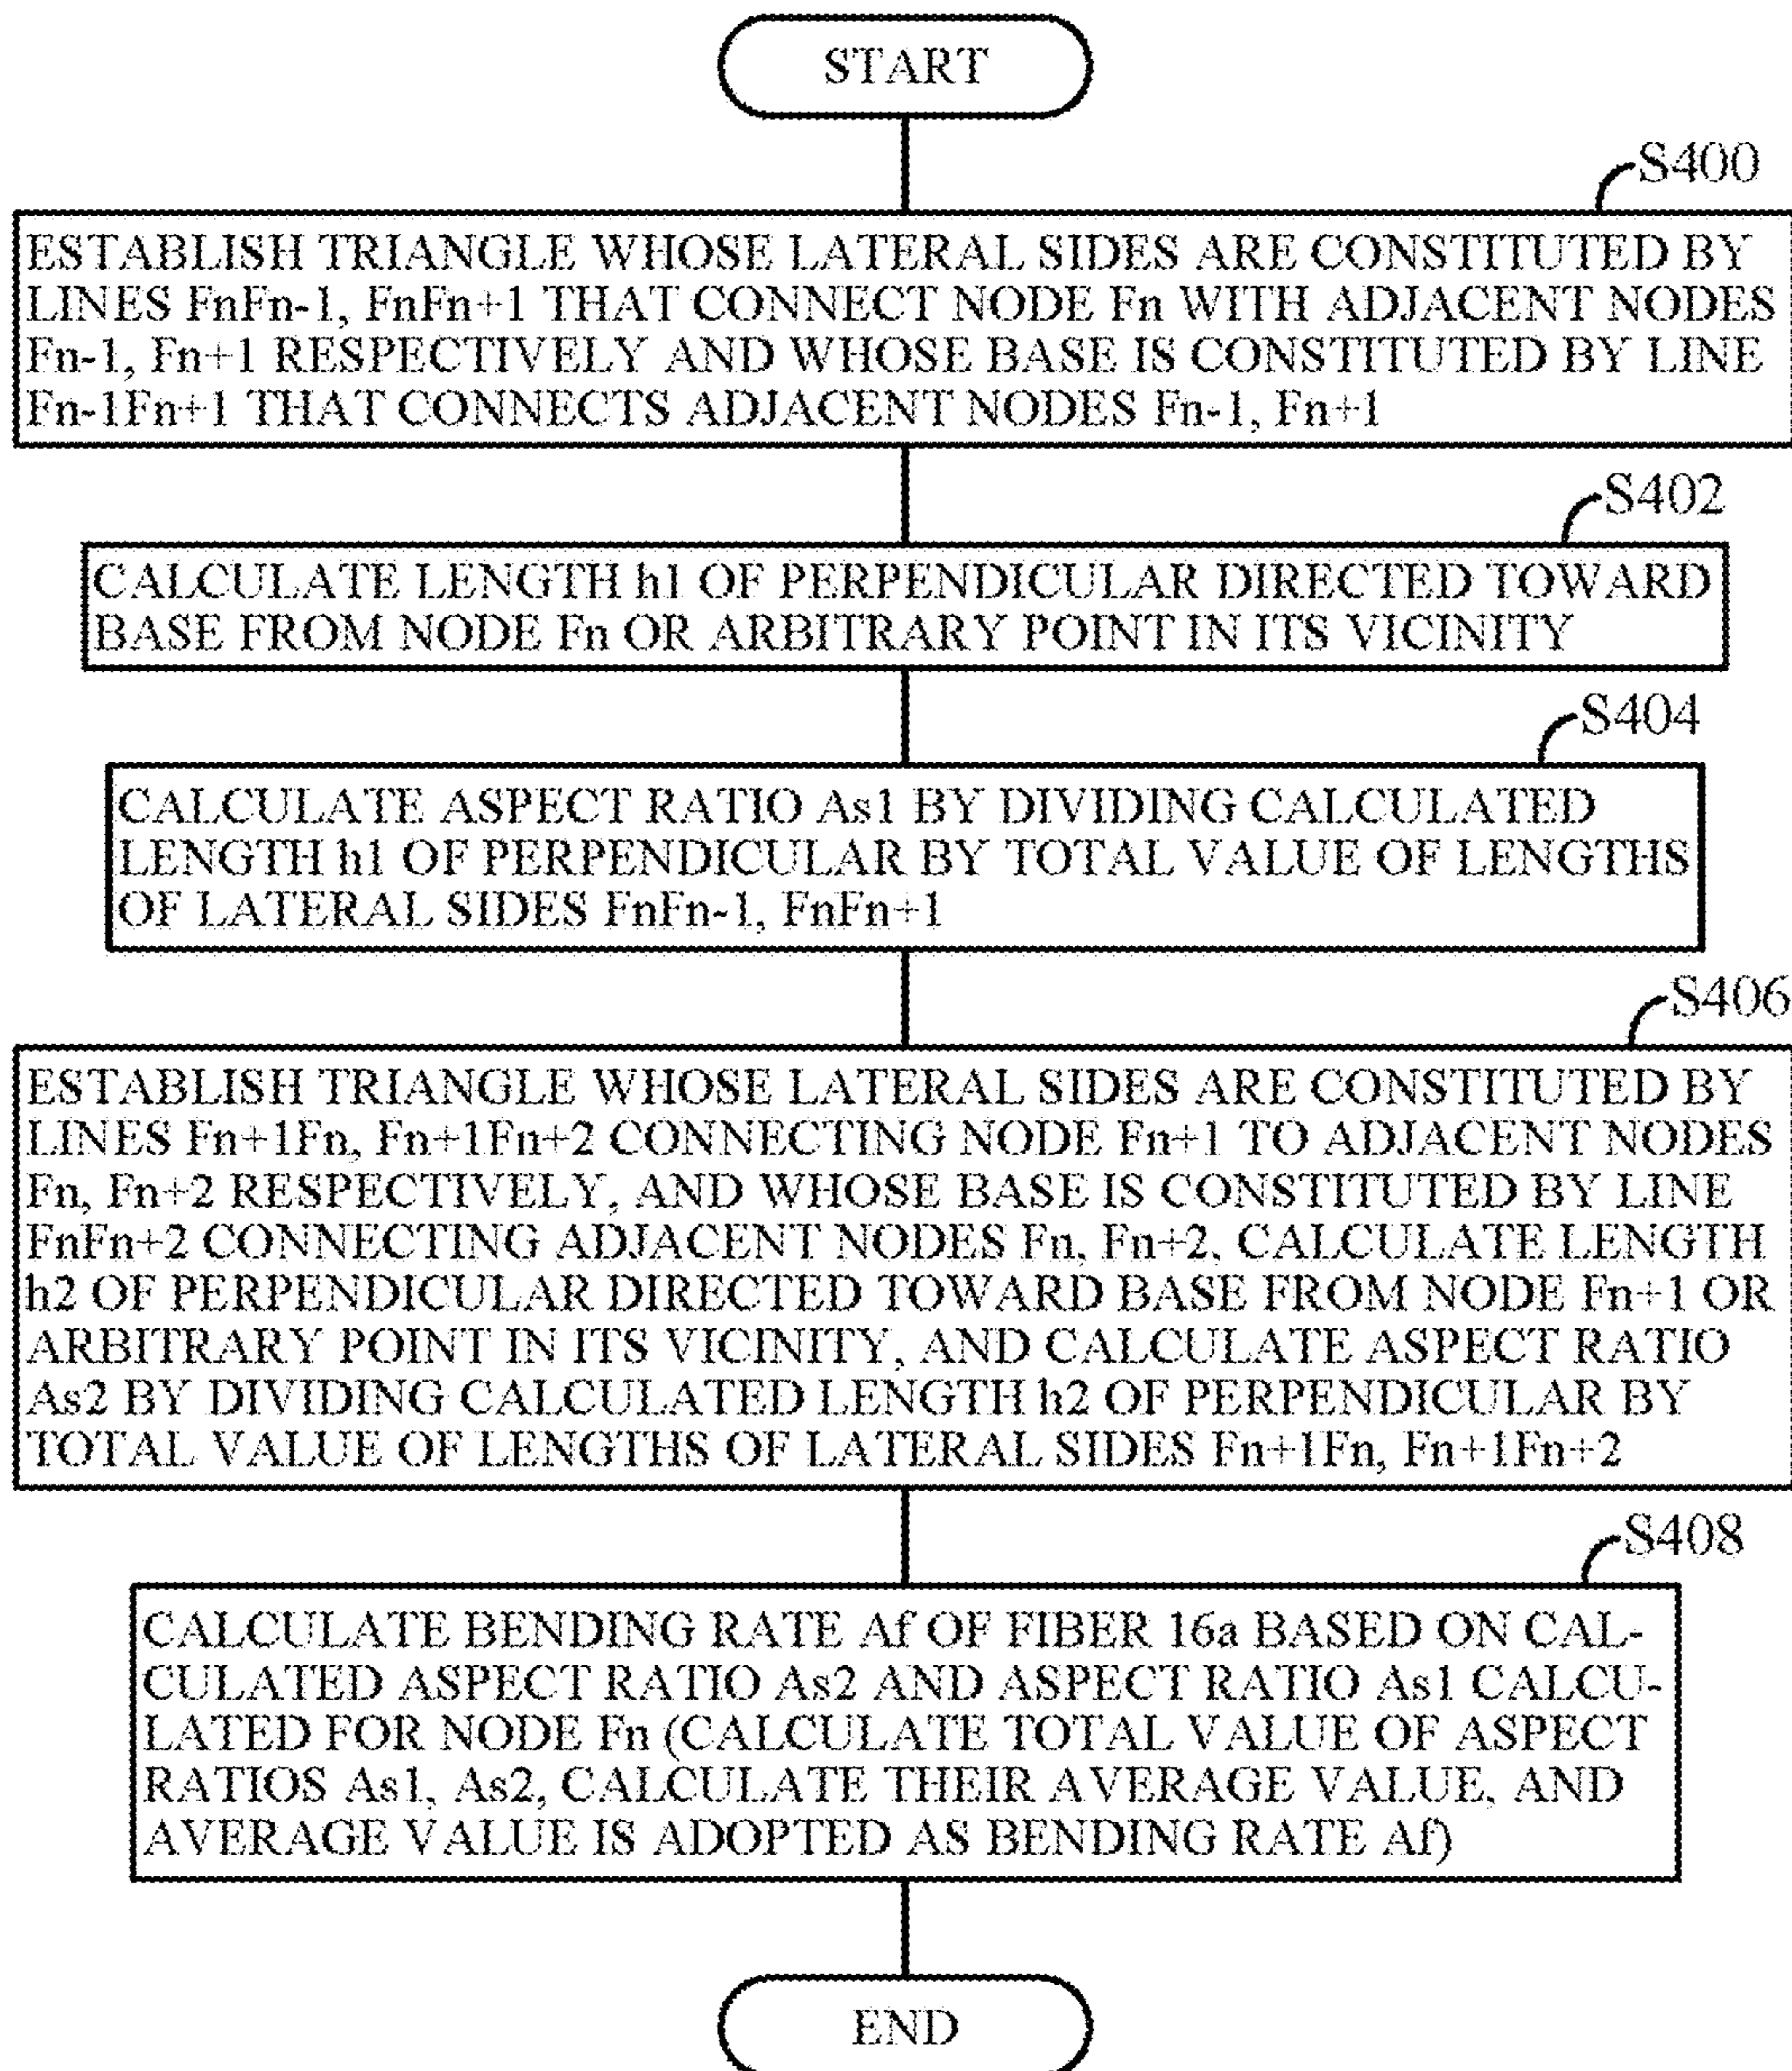 START
S400
ESTABLISH TRIANGLE WHOSE LATERAL SIDES ARE CONSTITUTED BY
LINES FnFn-1, FnFn+1 THAT CONNECT NODE Fn WITH ADJACENT NODES
Fn-1, Fn+1 RESPECTIVELY AND WHOSE BASE IS CONSTITUTED BY LINE
Fn-1Fn+1 THAT CONNECTS ADJACENT NODES Fn-1, Fn+1
S402
CALCULATE LENGTH h1 OF PERPENDICULAR DIRECTED TOWARD
BASE FROM NODE Fn OR ARBITRARY POINT IN ITS VICINITY
S404
CALCULATE ASPECT RATIO As1 BY DIVIDING CALCULATED
LENGTH h1 OF PERPENDICULAR BY TOTAL VALUE OF LENGTHS
OF LATERAL SIDES FnFn-1, FnFn+1
S406
ESTABLISH TRIANGLE WHOSE LATERAL SIDES ARE CONSTITUTED BY
LINES Fn+1Fn, Fn+1Fn+2 CONNECTING NODE Fn+1 TO ADJACENT NODES
Fn, Fn+2 RESPECTIVELY, AND WHOSE BASE IS CONSTITUTED BY LINE
FnFn+2 CONNECTING ADJACENT NODES Fn, Fn+2, CALCULATE LENGTH
h2 OF PERPENDICULAR DIRECTED TOWARD BASE FROM NODE Fn+1 OR
ARBITRARY POINT IN ITS VICINITY, AND CALCULATE ASPECT RATIO
As2 BY DIVIDING CALCULATED LENGTH h2 OF PERPENDICULAR BY
TOTAL VALUE OF LENGTHS OF LATERAL SIDES Fn+1Fn, Fn+1Fn+2
S408
CALCULATE BENDING RATE Af OF FIBER 16a BASED ON CAL-
CULATED ASPECT RATIO As2 AND ASPECT RATIO As1 CALCU-
LATED FOR NODE Fn (CALCULATE TOTAL VALUE OF ASPECT
RATIOS As1, As2, CALCULATE THEIR AVERAGE VALUE, AND
AVERAGE VALUE IS ADOPTED AS BENDING RATE Af)
END